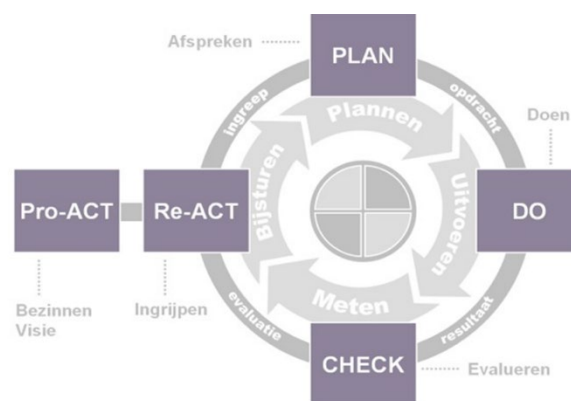 Afspreken
PLAN
ingreep
Plannen
opdracht
Doen
Bijsturen
Uitvoeren
Pro-ACT
Re-ACT
DO
Bezinnen
Visie
Ingrijpen
evaluatie
Meten
resultaat
CHECK
Evalueren